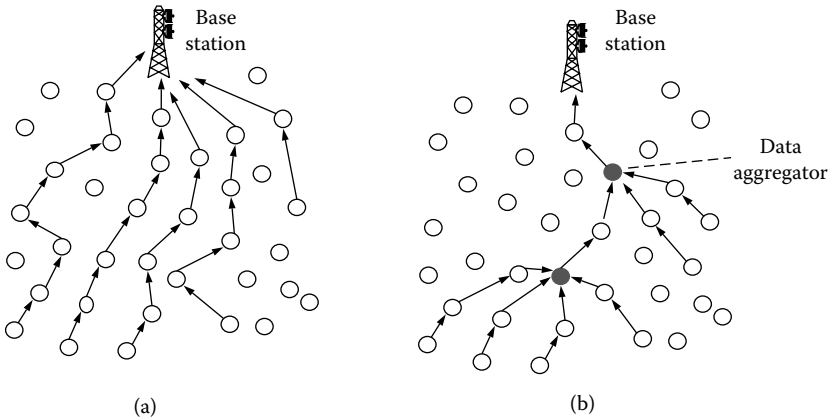 Base
station
Base
station
Data
aggregator
(a)
(b)